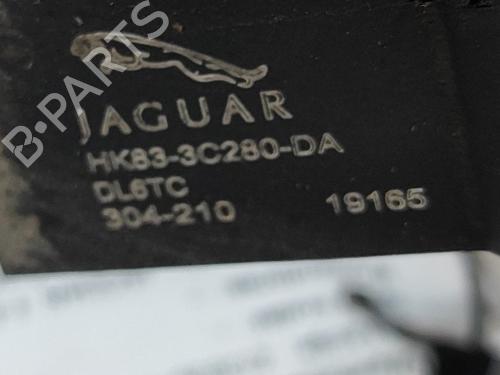 JAGUAR
HK83-3C280-DA
DL6TC
304-210 19165
B-PARTS